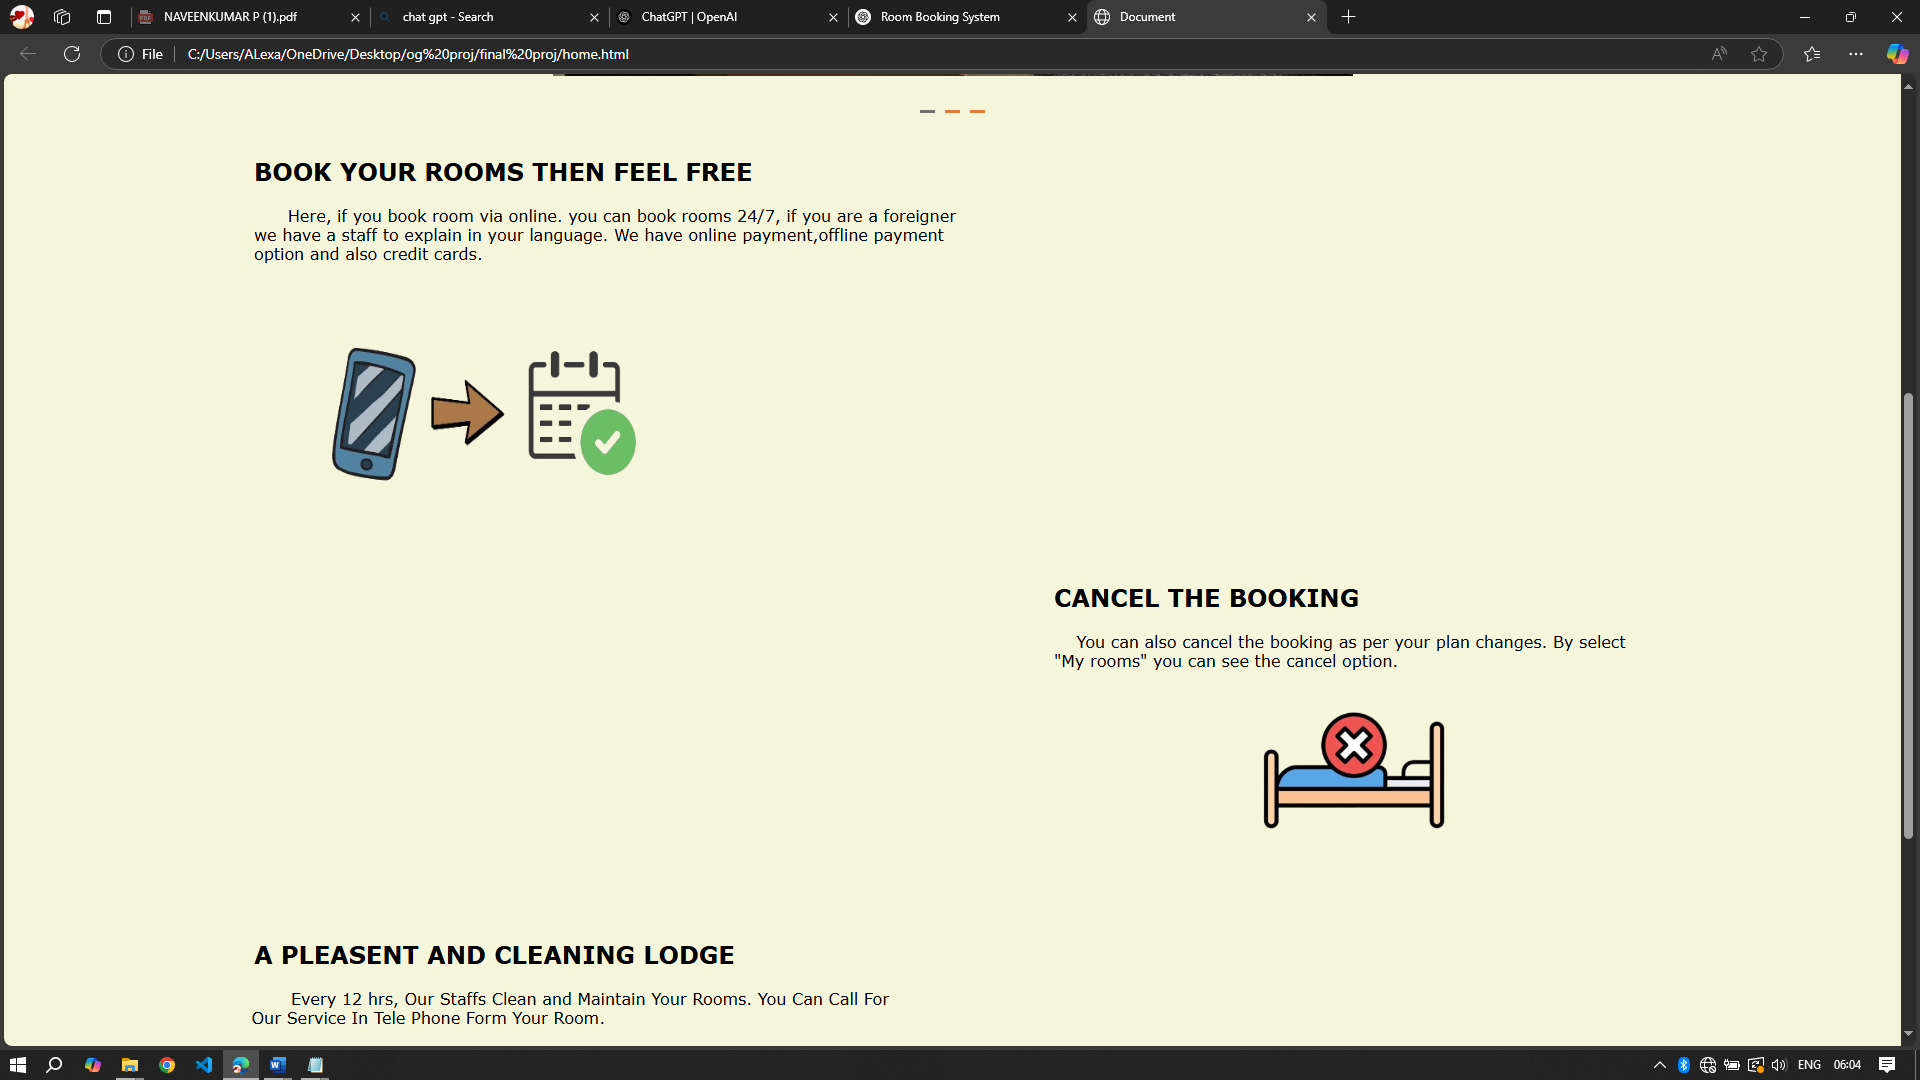 NAVEENKUMAR P (1).pdf
chat gpt - Search
ChatGPT | OpenAI
Room Booking System
Document
File
C:/Users/ALexa/OneDrive/Desktop/og%20proj/final%20proj/home.html
BOOK YOUR ROOMS THEN FEEL FREE
Here, if you book room via online. you can book rooms 24/7, if you are a foreigner
we have a staff to explain in your language. We have online payment,offline payment
option and also credit cards.
CANCEL THE BOOKING
You can also cancel the booking as per your plan changes. By select
"My rooms" you can see the cancel option.
A PLEASENT AND CLEANING LODGE
Every 12 hrs, Our Staffs Clean and Maintain Your Rooms. You Can Call For
Our Service In Tele Phone Form Your Room.
ENG
06:04